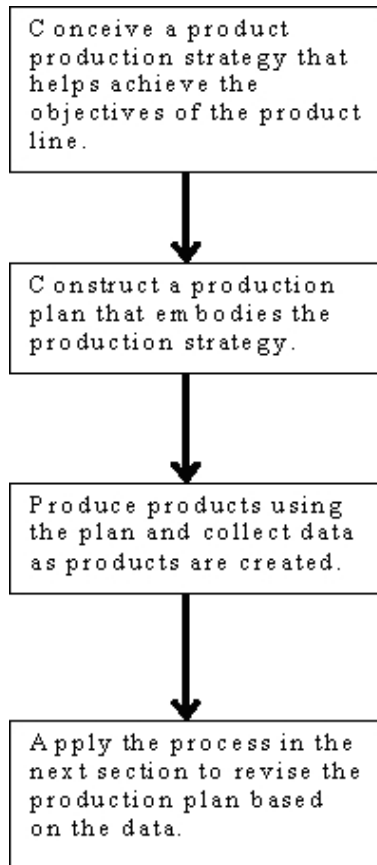 Conceive a product
production strategy that
helps achieve the
objectives of the product
line.
Construct a production
plan that embodies the
production strategy.
Produce products using
the plan and collect data
as products are created.
Apply the process in the
next section to revise the
production plan based
on the data.